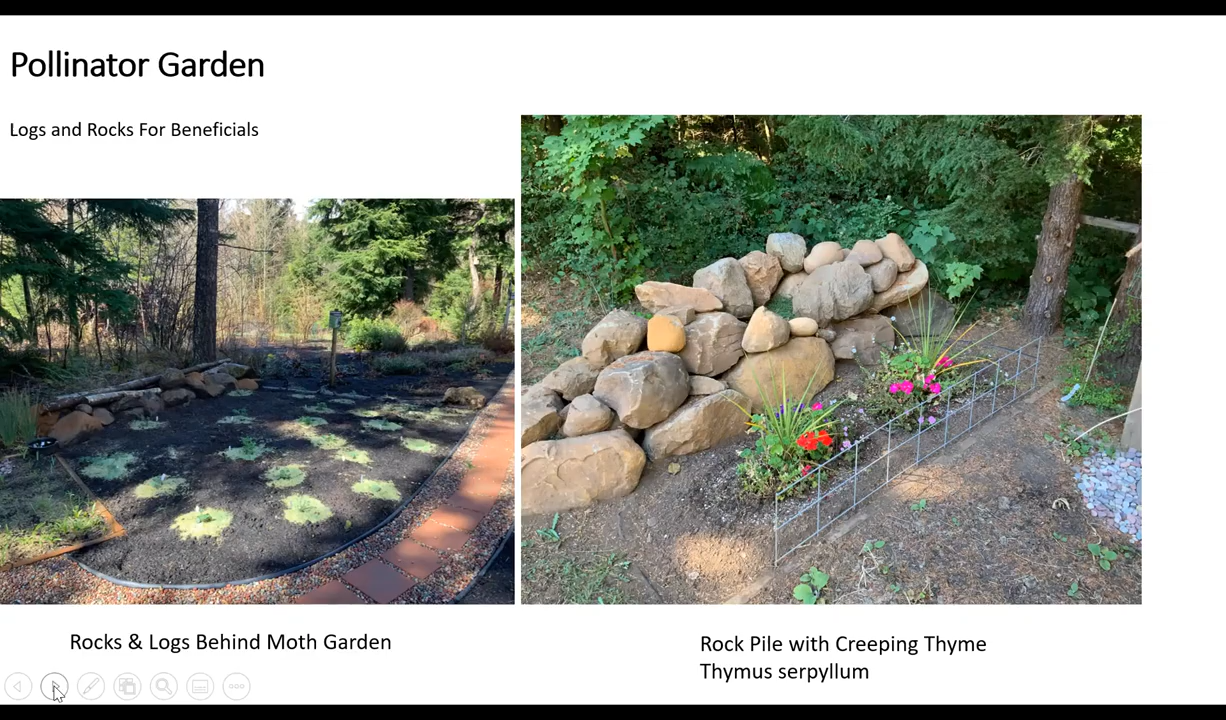 Pollinator Garden
Logs and Rocks For Beneficials
Rocks & Logs Behind Moth Garden
Rock Pile with Creeping Thyme
Thymus serpyllum